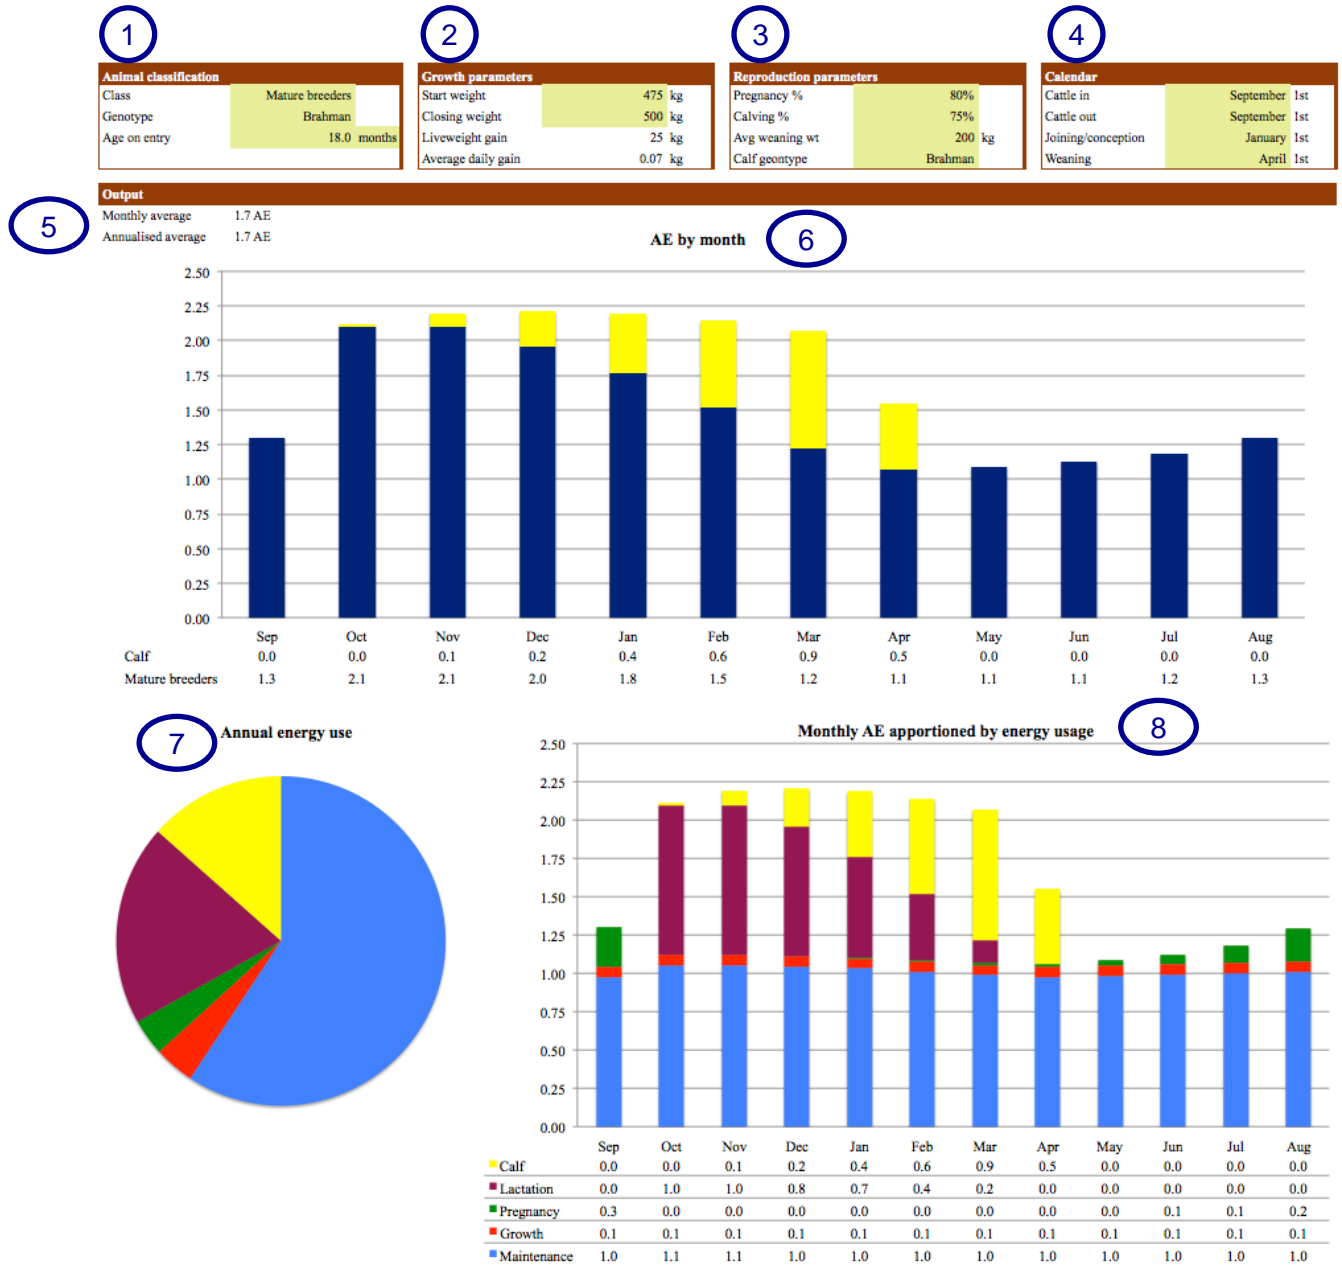 1 2 3 4
Animal classification
Class Mature breeders
Genotype Brahman
Age on entry 18.0 months
Growth parameters
Start weight 475 kg
Closing weight 500 kg
Liveweight gain 25 kg
Average daily gain 0.07 kg
Reproduction parameters
Pregnancy % 80%
Calving % 75%
Avg weaning wt 200 kg
Calf geontype Brahman
Calendar
Cattle in September 1st
Cattle out September 1st
Joining/conception January 1st
Weaning April 1st
Output
5
Monthly average 1.7 AE
Annualised average 1.7 AE
AE by month 6
2.50
2.25
2.00
1.75
1.50
1.25
1.00
0.75
0.50
0.25
0.00
Sep Oct Nov Dec Jan Feb Mar Apr May Jun Jul Aug
Calf 0.0 0.0 0.1 0.2 0.4 0.6 0.9 0.5 0.0 0.0 0.0 0.0
Mature breeders 1.3 2.1 2.1 2.0 1.8 1.5 1.2 1.1 1.1 1.1 1.2 1.3
7 Annual energy use
Monthly AE apportioned by energy usage 8
2.50
2.25
2.00
1.75
1.50
1.25
1.00
0.75
0.50
0.25
0.00
Sep Oct Nov Dec Jan Feb Mar Apr May Jun Jul Aug
Calf 0.0 0.0 0.1 0.2 0.4 0.6 0.9 0.5 0.0 0.0 0.0 0.0
Lactation 0.0 1.0 1.0 0.8 0.7 0.4 0.2 0.0 0.0 0.0 0.0 0.0
Pregnancy 0.3 0.0 0.0 0.0 0.0 0.0 0.0 0.0 0.0 0.1 0.1 0.2
Growth 0.1 0.1 0.1 0.1 0.1 0.1 0.1 0.1 0.1 0.1 0.1 0.1
Maintenance 1.0 1.1 1.1 1.0 1.0 1.0 1.0 1.0 1.0 1.0 1.0 1.0